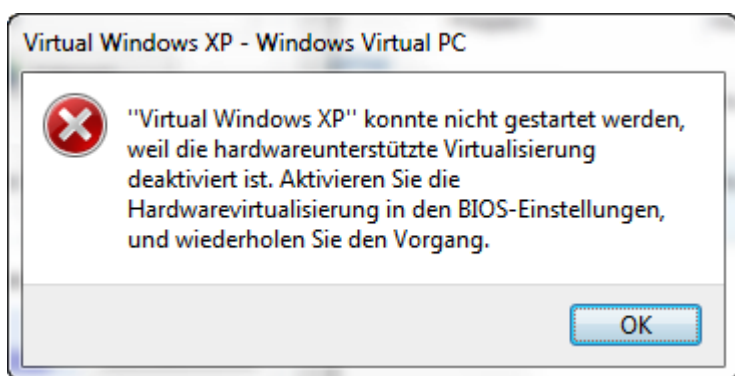 Virtual Windows XP - Windows Virtual PC
"Virtual Windows XP" konnte nicht gestartet werden,
weil die hardwareunterstützte Virtualisierung
deaktiviert ist. Aktivieren Sie die
Hardwarevirtualisierung in den BIOS-Einstellungen,
und wiederholen Sie den Vorgang.
OK